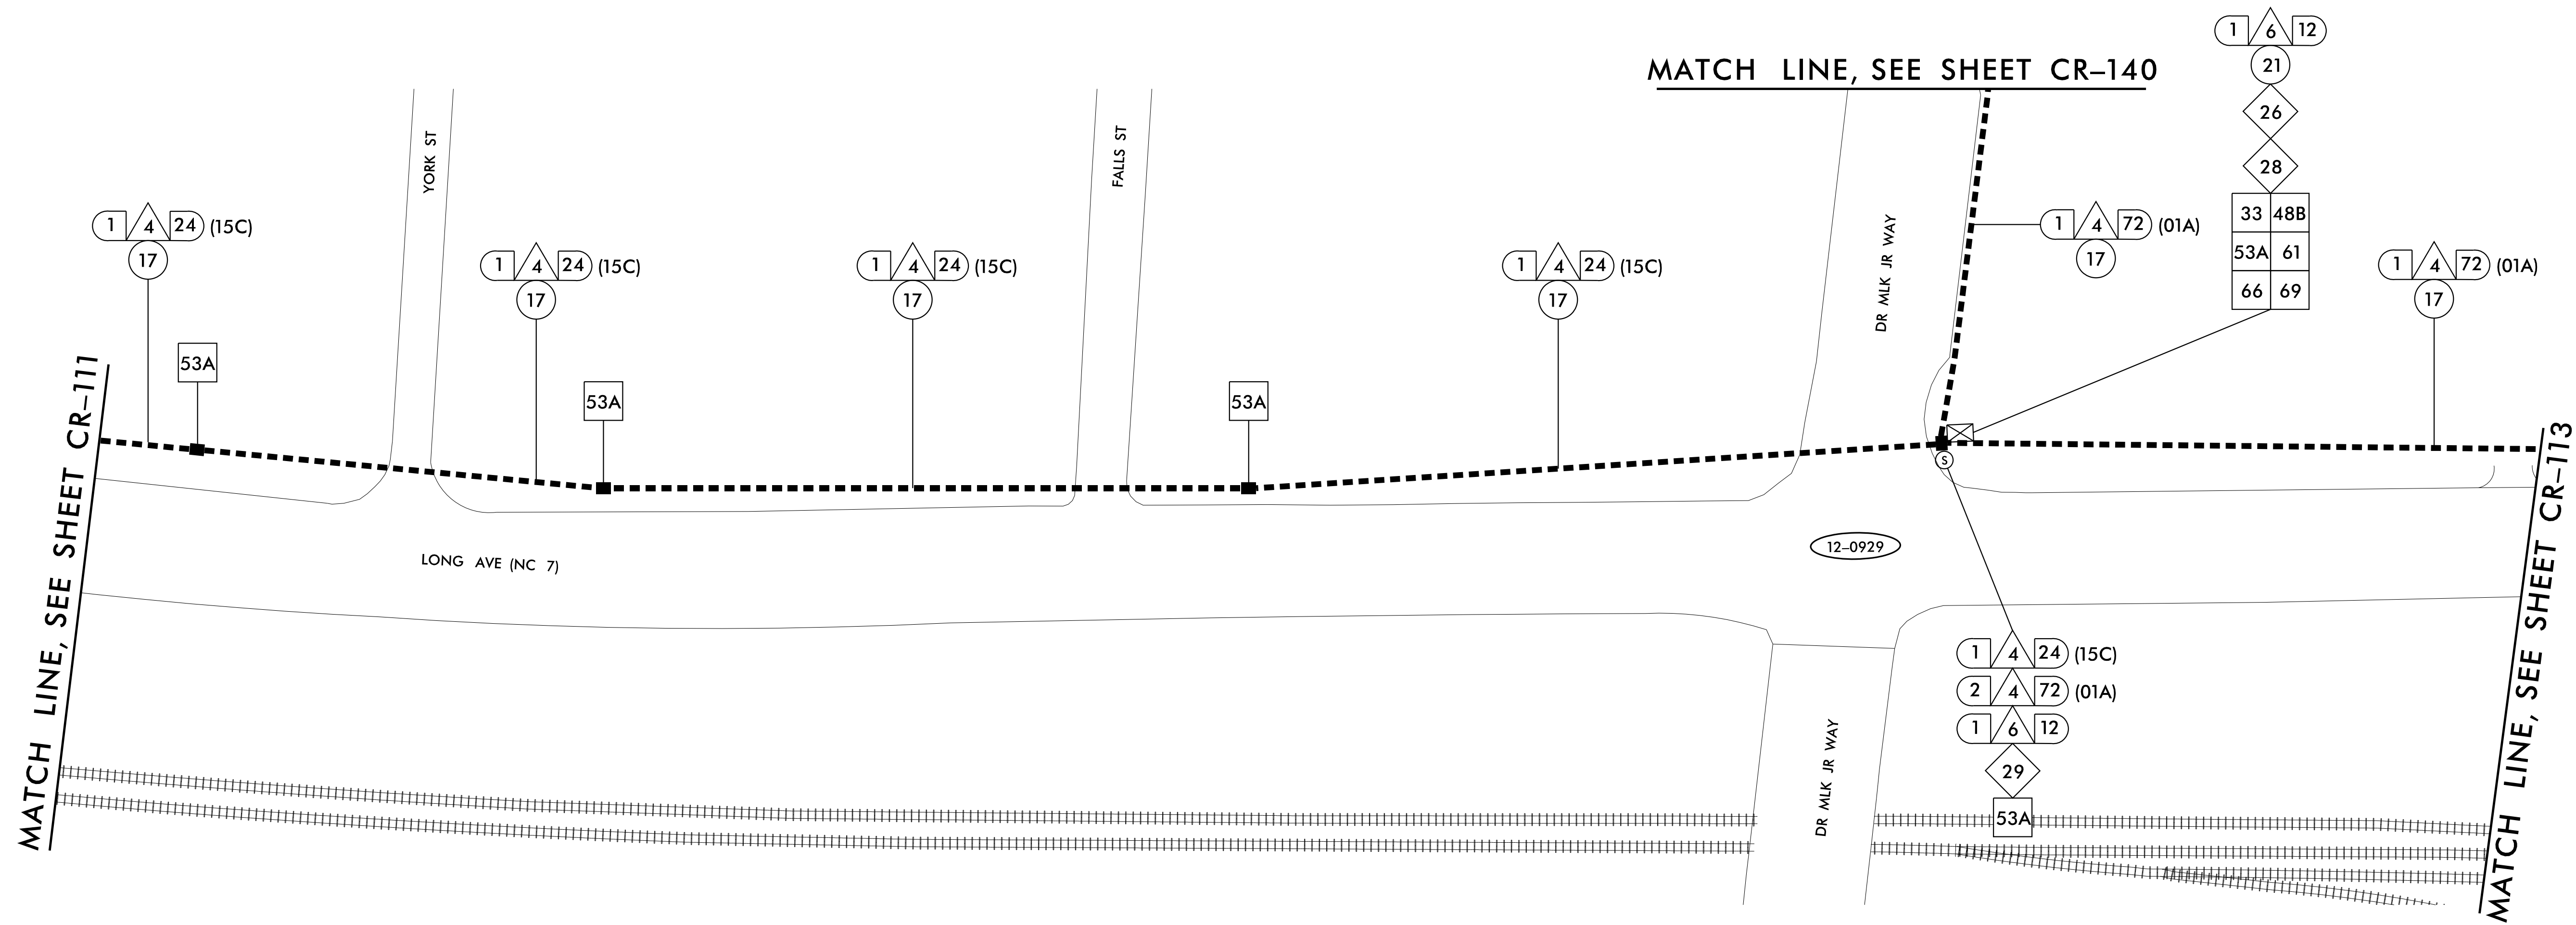 1 6 12
21
26
28
33 48B
53A 61
66 69
MATCH LINE, SEE SHEET CR–140
YORK ST
FALLS ST
DR MLK JR WAY
1 4 24 (15C)
17
53A
1 4 24 (15C)
17
53A
1 4 24 (15C)
17
53A
1 4 24 (15C)
17
1 4 72 (01A)
17
1 4 72 (01A)
17
MATCH LINE, SEE SHEET CR–111
S
LONG AVE (NC 7)
12–0929
1 4 24 (15C)
2 4 72 (01A)
1 6 12
29
53A
DR MLK JR WAY
MATCH LINE, SEE SHEET CR–113